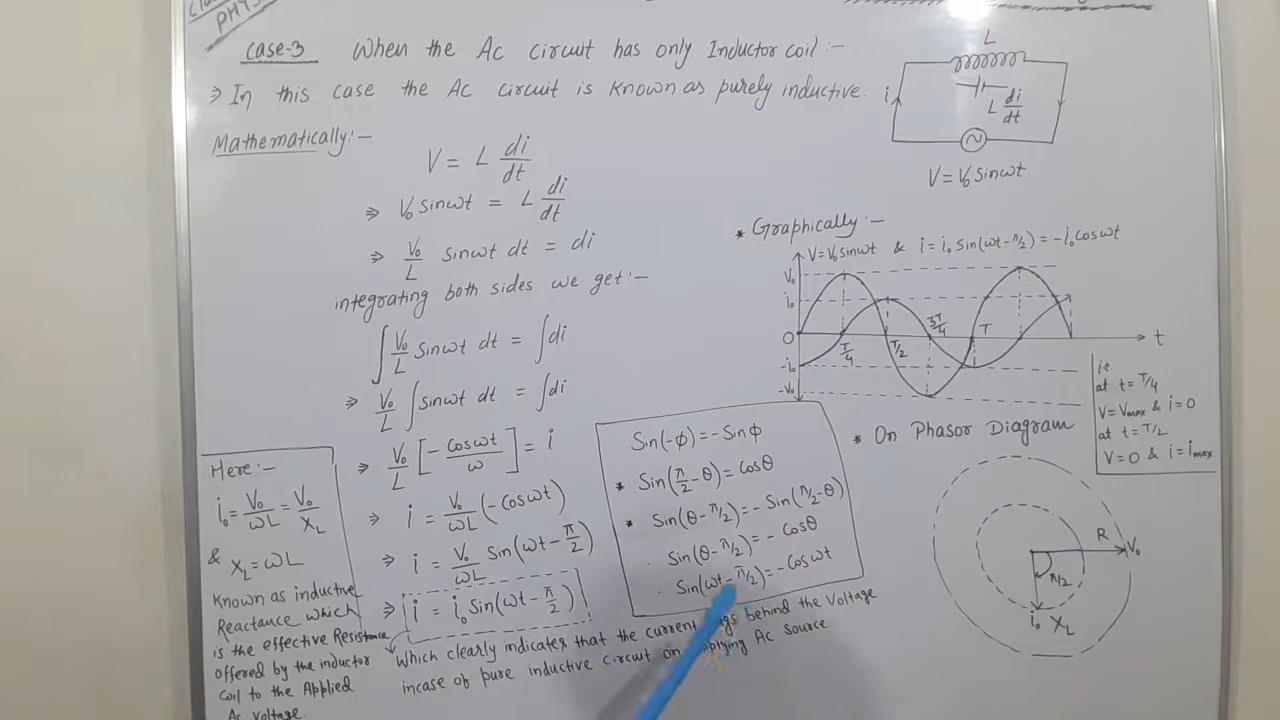 PHYS
Case-3 When the Ac circuit has only Inductor coil:-
⇒ In this case the Ac circuit is known as purely inductive.
Mathematically:-
V = L di/dt
⇒ V₀ sinωt = L di/dt
⇒ V₀/L sinωt dt = di
integrating both sides we get:-
∫ V₀/L sinωt dt = ∫di
⇒ V₀/L ∫sinωt dt = ∫di
⇒ V₀/L [-cosωt/ω] = i
⇒ i = V₀/ωL (-cosωt)
⇒ i = V₀/ωL Sin(ωt - π/2)
⇒ i = i₀ Sin(ωt - π/2)
Which clearly indicates that the current lags behind the Voltage
incase of pure inductive circuit on applying Ac source
Here:-
i₀ = V₀/ωL = V₀/X_L
& X_L = ωL
Known as inductive
Reactance which
is the effective Resistance
offered by the inductor
coil to the Applied
Ac voltage.
Sin(-φ) = -Sinφ
* Sin(π/2 - θ) = cosθ
* Sin(θ - π/2) = - Sin(π/2 - θ)
. Sin(θ - π/2) = - cosθ
. Sin(ωt - π/2) = - cosωt
L
i
L di/dt
V = V₀ sinωt
* Graphically:-
V = V₀ sinωt & i = i₀ Sin(ωt - π/2) = -i₀ cosωt
V₀
i₀
O
-i₀
-V₀
T/4
T/2
3T/4
T
t
ie
at t = T/4
V = Vmax & i = 0
at t = T/2
V = 0 & i = imax
* On Phasor Diagram
R
V₀
π/2
i₀
X_L